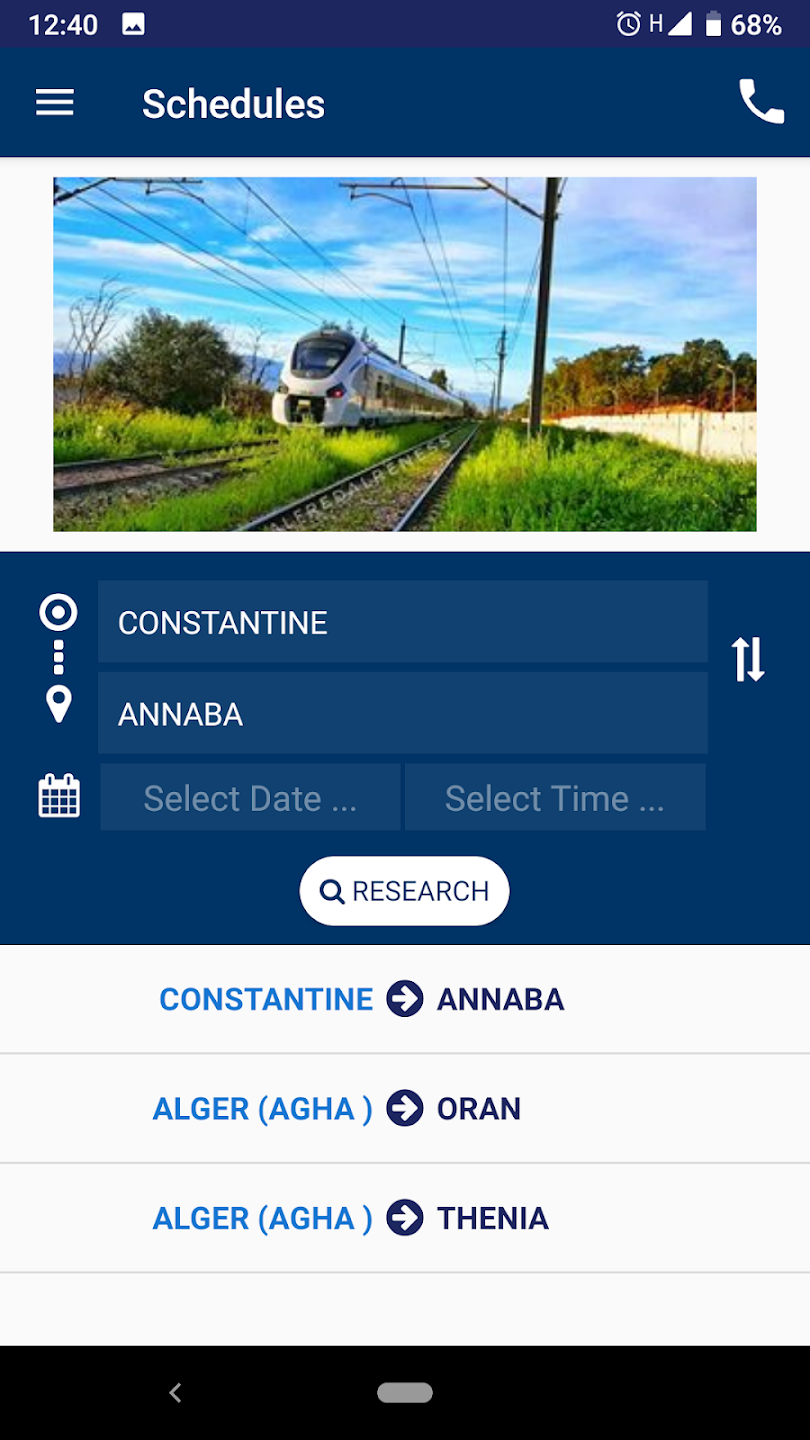 12:40 H 68%
Schedules
ALFREDALPENESS
CONSTANTINE
ANNABA
Select Date ... Select Time ...
RESEARCH
CONSTANTINE ANNABA
ALGER (AGHA ) ORAN
ALGER (AGHA ) THENIA